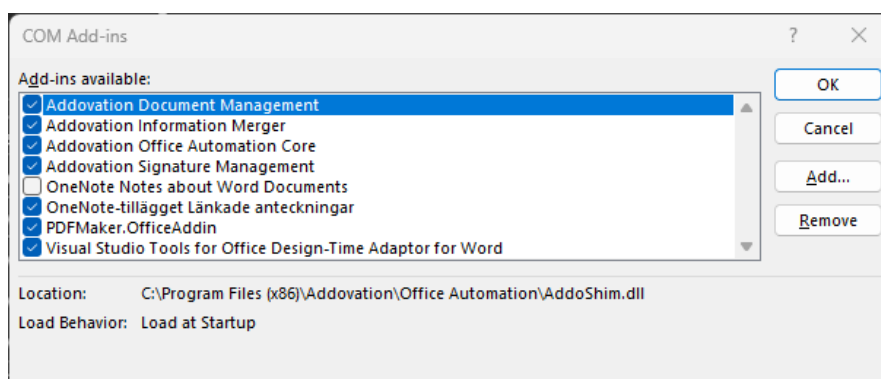 COM Add-ins
Add-ins available:
Addovation Document Management
Addovation Information Merger
Addovation Office Automation Core
Addovation Signature Management
OneNote Notes about Word Documents
OneNote-tillägget Länkade anteckningar
PDFMaker.OfficeAddin
Visual Studio Tools for Office Design-Time Adaptor for Word
OK
Cancel
Add...
Remove
Location: C:\Program Files (x86)\Addovation\Office Automation\AddoShim.dll
Load Behavior: Load at Startup